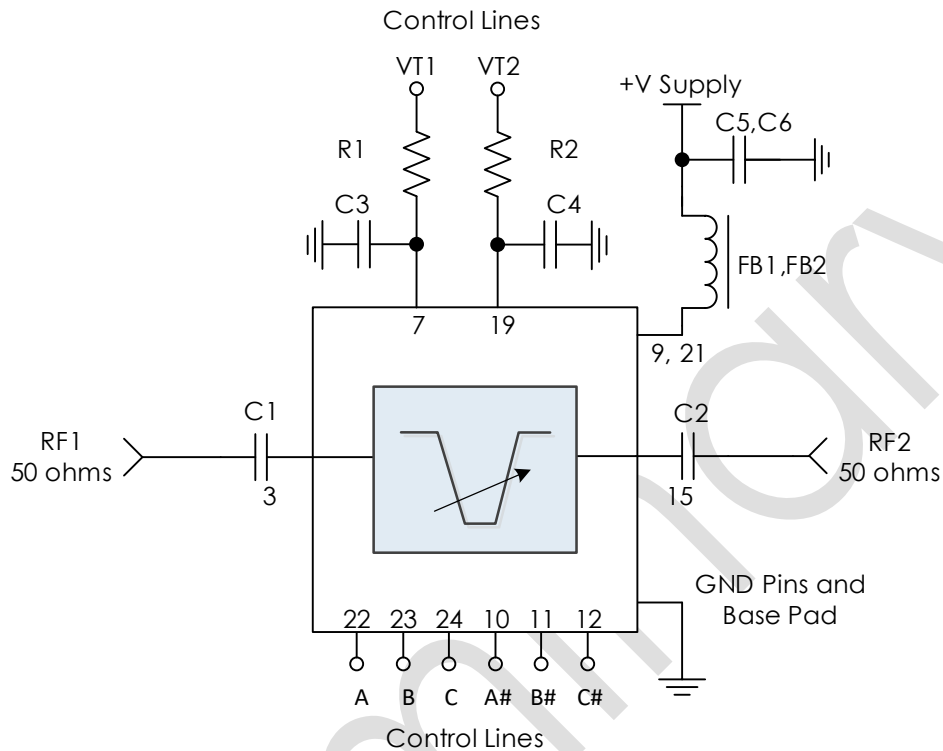 Control Lines
VT1 VT2
+V Supply
C5,C6
R1 R2
C3 C4
FB1,FB2
7 19
9, 21
C1 C2
RF1
50 ohms
RF2
50 ohms
3 15
GND Pins and
Base Pad
22 23 24 10 11 12
A B C A# B# C#
Control Lines